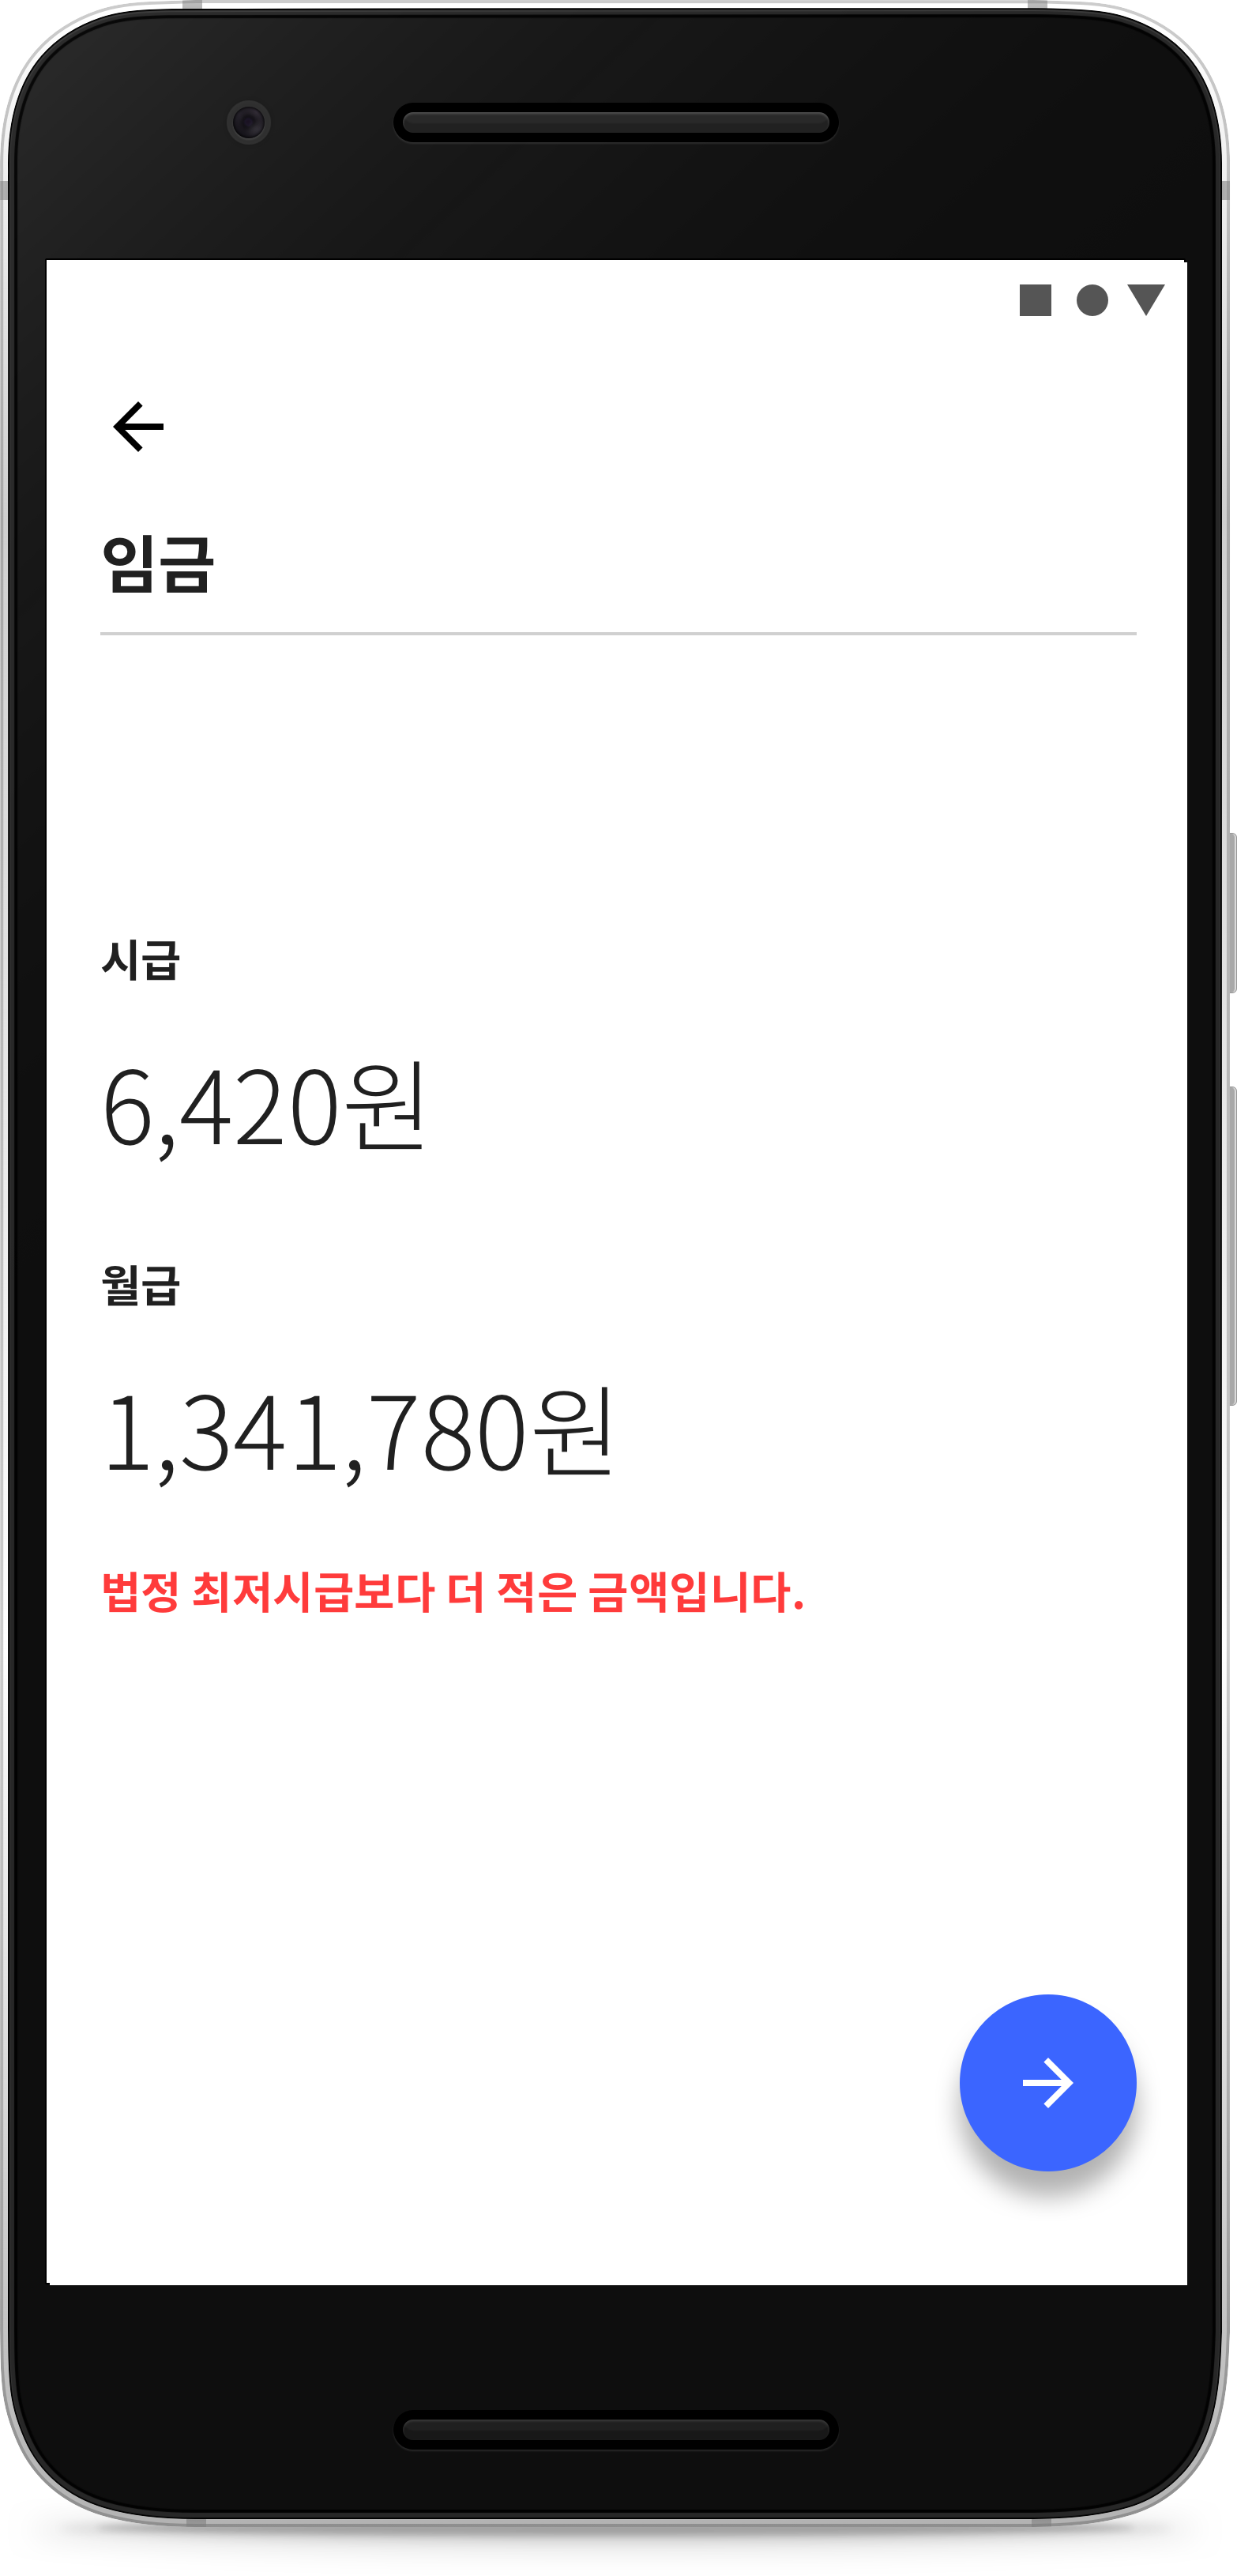 임금
시급
6,420원
월급
1,341,780원
법정 최저시급보다 더 적은 금액입니다.